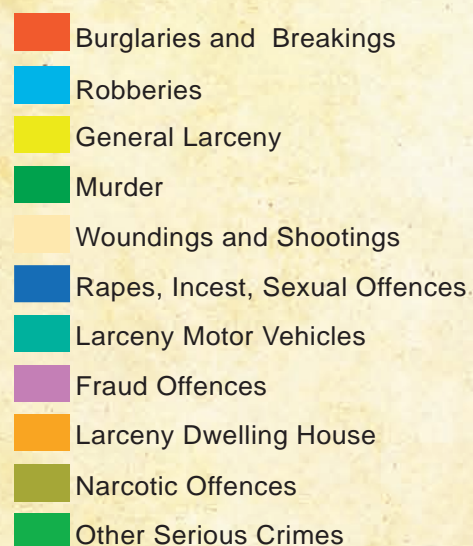 Burglaries and  Breakings
Robberies
General Larceny
Murder
Woundings and Shootings
Rapes, Incest, Sexual Offences
Larceny Motor Vehicles
Fraud Offences
Larceny Dwelling House
Narcotic Offences
Other Serious Crimes